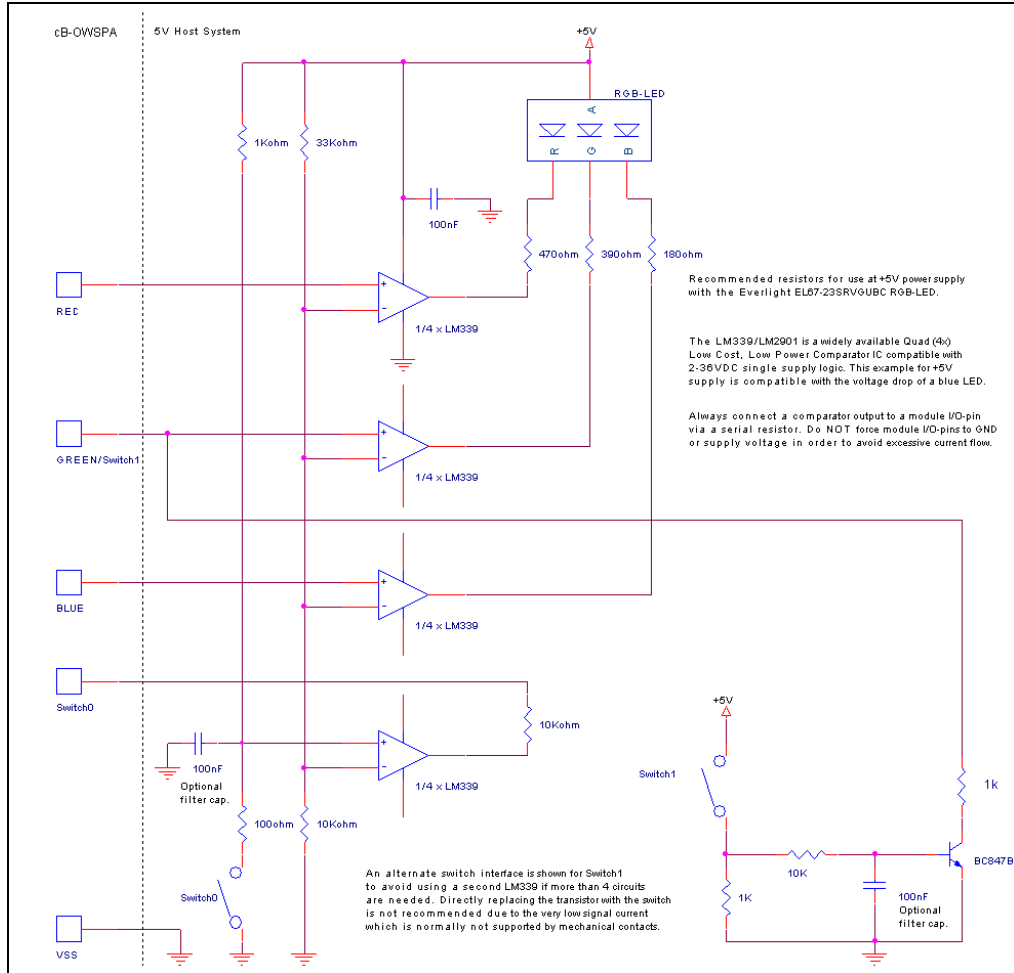 cB-OWSPA
5V Host System
+5V
RGB-LED
A
R
G
B
1Kohm
33Kohm
100nF
470ohm
390ohm
180ohm
Recommended resistors for use at +5V power supply
with the Everlight EL67-23SRVGUBC RGB-LED.
RED
+
-
1/4 x LM339
The LM339/LM2901 is a widely available Quad (4x)
Low Cost, Low Power Comparator IC compatible with
2-36VDC single supply logic. This example for +5V
supply is compatible with the voltage drop of a blue LED.
Always connect a comparator output to a module I/O-pin
via a serial resistor. Do NOT force module I/O-pins to GND
or supply voltage in order to avoid excessive current flow.
GREEN/Switch1
+
-
1/4 x LM339
BLUE
+
-
1/4 x LM339
Switch0
10Kohm
+
-
1/4 x LM339
100nF
Optional
filter cap.
100ohm
10Kohm
Switch0
VSS
An alternate switch interface is shown for Switch1
to avoid using a second LM339 if more than 4 circuits
are needed. Directly replacing the transistor with the switch
is not recommended due to the very low signal current
which is normally not supported by mechanical contacts.
+5V
Switch1
1k
10K
BC847B
1K
100nF
Optional
filter cap.